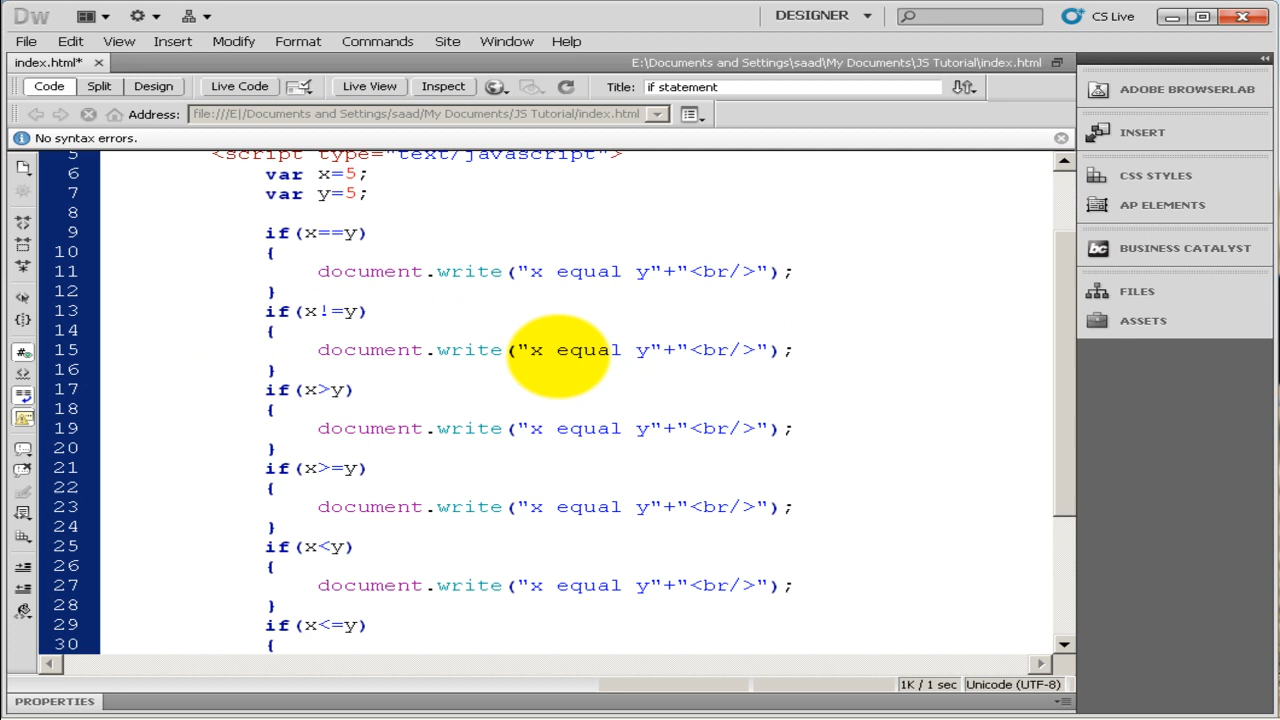 Dw DESIGNER CS Live
File Edit View Insert Modify Format Commands Site Window Help
index.html* E:\Documents and Settings\saad\My Documents\JS Tutorial\index.html
Code Split Design Live Code Live View Inspect Title: if statement
Address: file:///E|/Documents and Settings/saad/My Documents/JS Tutorial/index.html
No syntax errors.
5 <script type="text/javascript">
6 var x=5;
7 var y=5;
8
9 if(x==y)
10 {
11 document.write("x equal y"+"<br/>");
12 }
13 if(x!=y)
14 {
15 document.write("x equal y"+"<br/>");
16 }
17 if(x>y)
18 {
19 document.write("x equal y"+"<br/>");
20 }
21 if(x>=y)
22 {
23 document.write("x equal y"+"<br/>");
24 }
25 if(x<y)
26 {
27 document.write("x equal y"+"<br/>");
28 }
29 if(x<=y)
30 {
1K / 1 sec Unicode (UTF-8)
PROPERTIES
ADOBE BROWSERLAB
INSERT
CSS STYLES
AP ELEMENTS
bc BUSINESS CATALYST
FILES
ASSETS